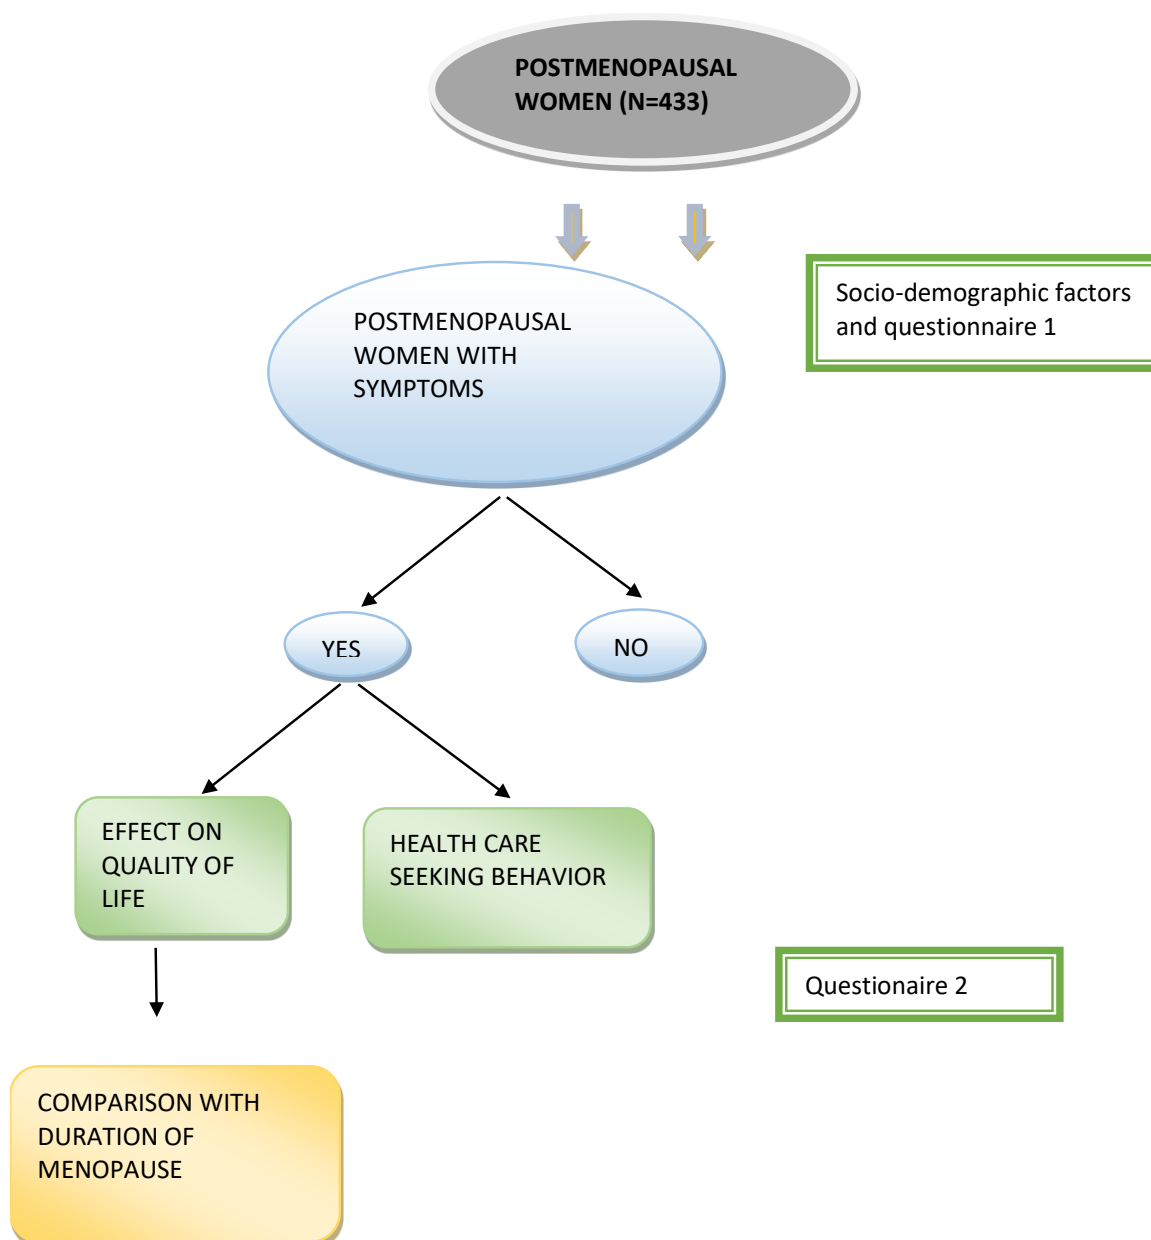 POSTMENOPAUSAL
WOMEN (N=433)
Socio-demographic factors
and questionnaire 1
POSTMENOPAUSAL
WOMEN WITH
SYMPTOMS
YES
NO
EFFECT ON
QUALITY OF
LIFE
HEALTH CARE
SEEKING BEHAVIOR
Questionaire 2
COMPARISON WITH
DURATION OF
MENOPAUSE